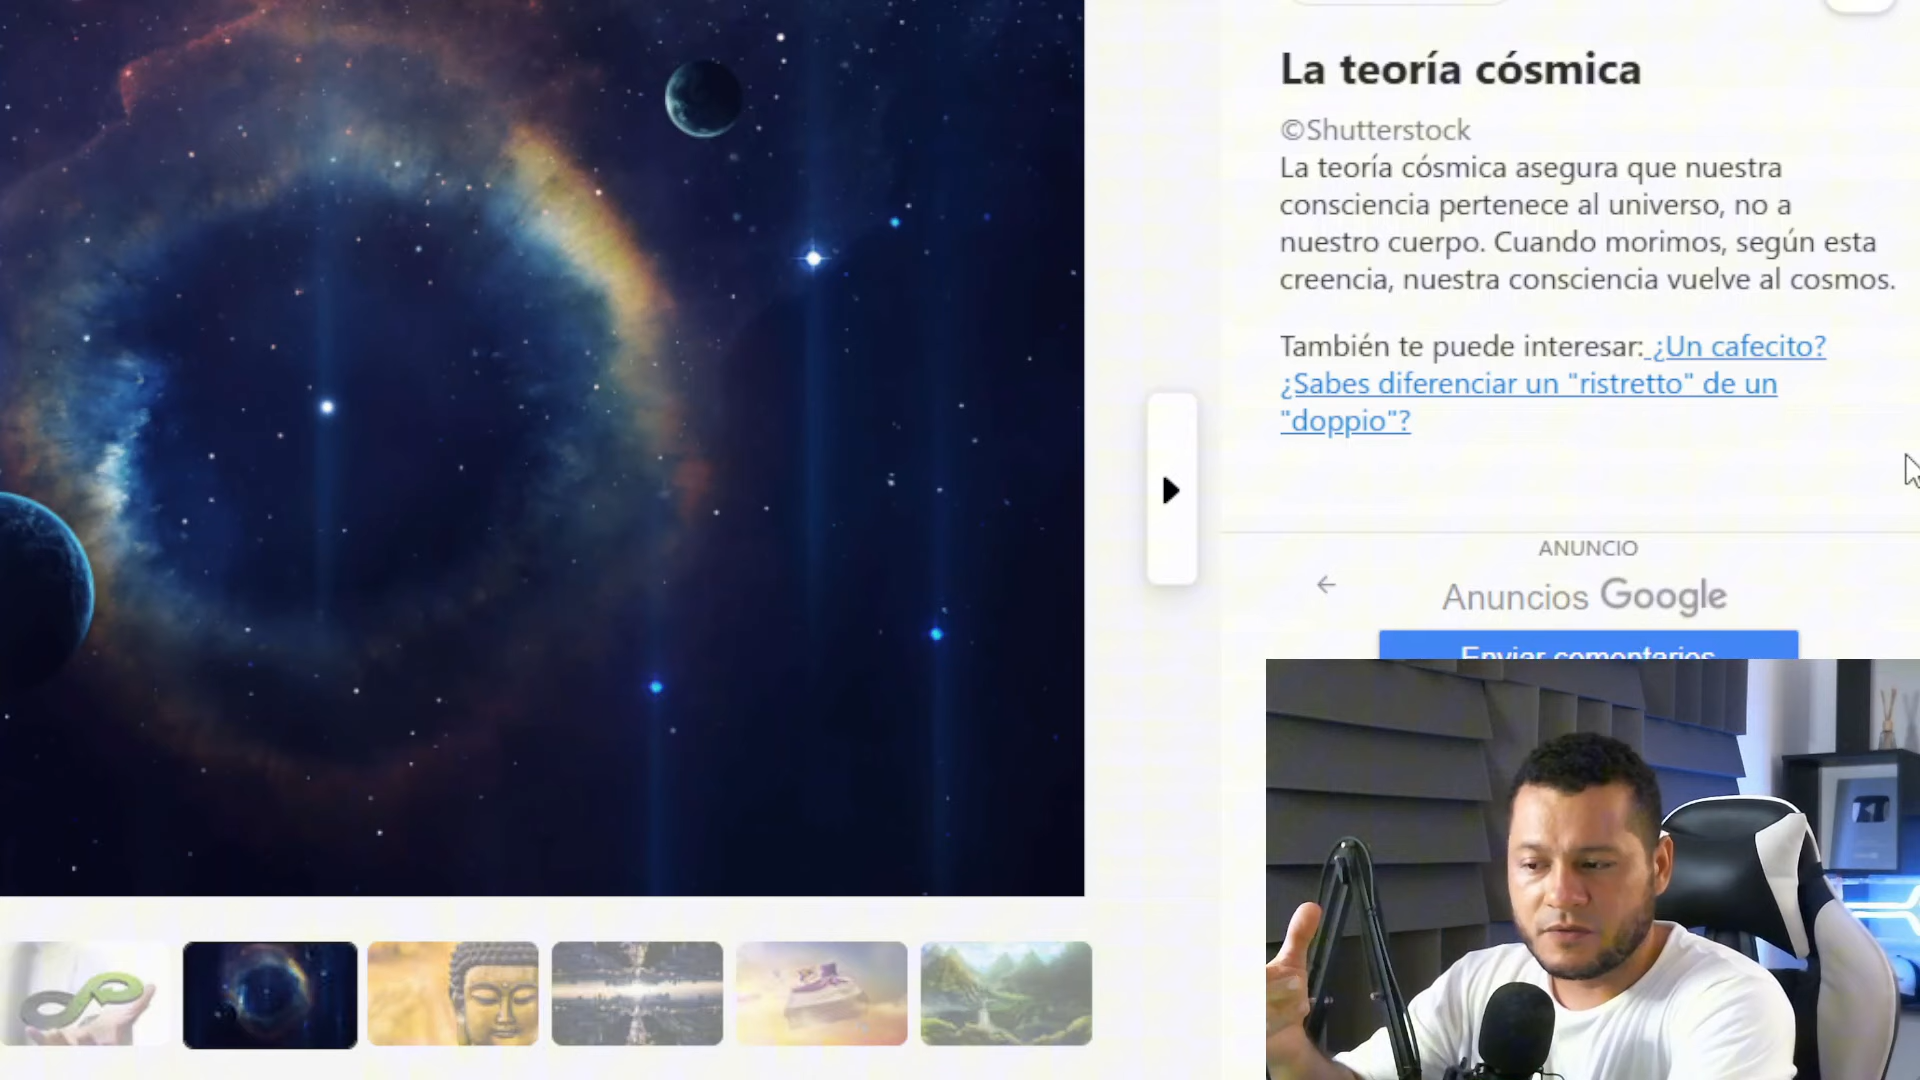 La teoría cósmica
©Shutterstock
La teoría cósmica asegura que nuestra
consciencia pertenece al universo, no a
nuestro cuerpo. Cuando morimos, según esta
creencia, nuestra consciencia vuelve al cosmos.
También te puede interesar: ¿Un cafecito?
¿Sabes diferenciar un "ristretto" de un
"doppio"?
ANUNCIO
Anuncios Google
Enviar comentarios